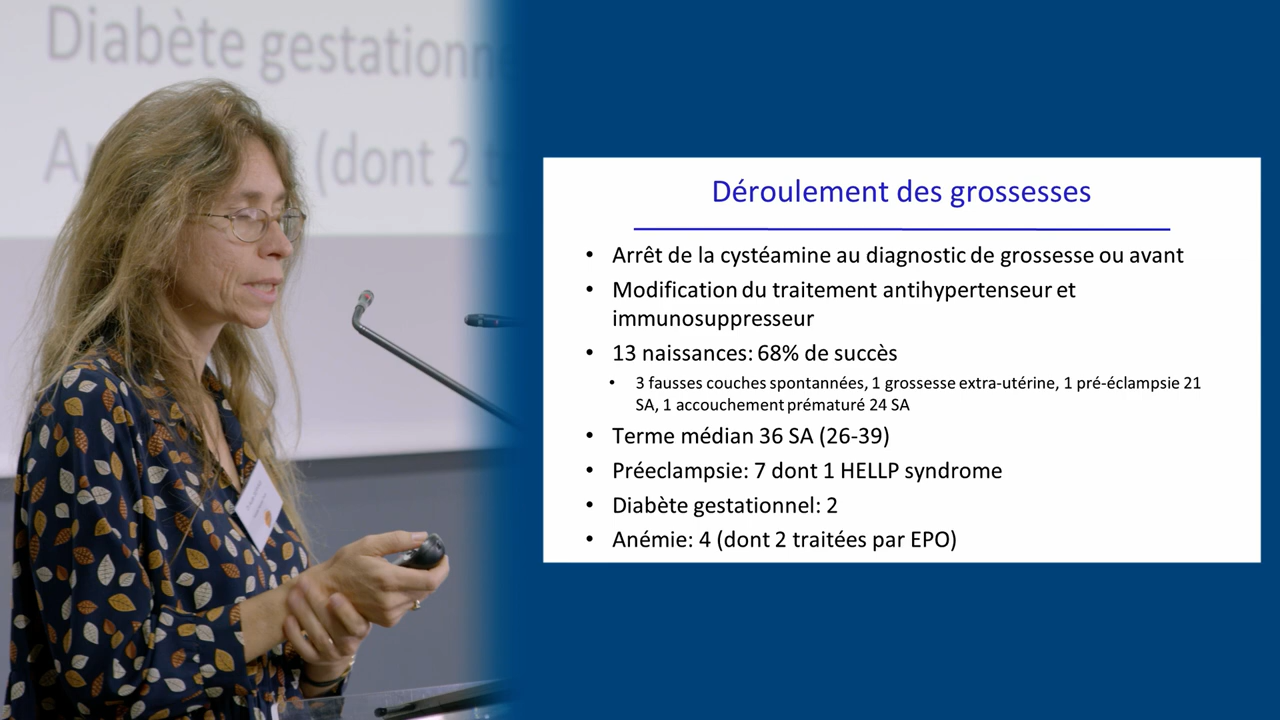 Diabète gestationn
(dont 2
Déroulement des grossesses
• Arrêt de la cystéamine au diagnostic de grossesse ou avant
• Modification du traitement antihypertenseur et
immunosuppresseur
• 13 naissances: 68% de succès
• 3 fausses couches spontannées, 1 grossesse extra-utérine, 1 pré-éclampsie 21
SA, 1 accouchement prématuré 24 SA
• Terme médian 36 SA (26-39)
• Préeclampsie: 7 dont 1 HELLP syndrome
• Diabète gestationnel: 2
• Anémie: 4 (dont 2 traitées par EPO)